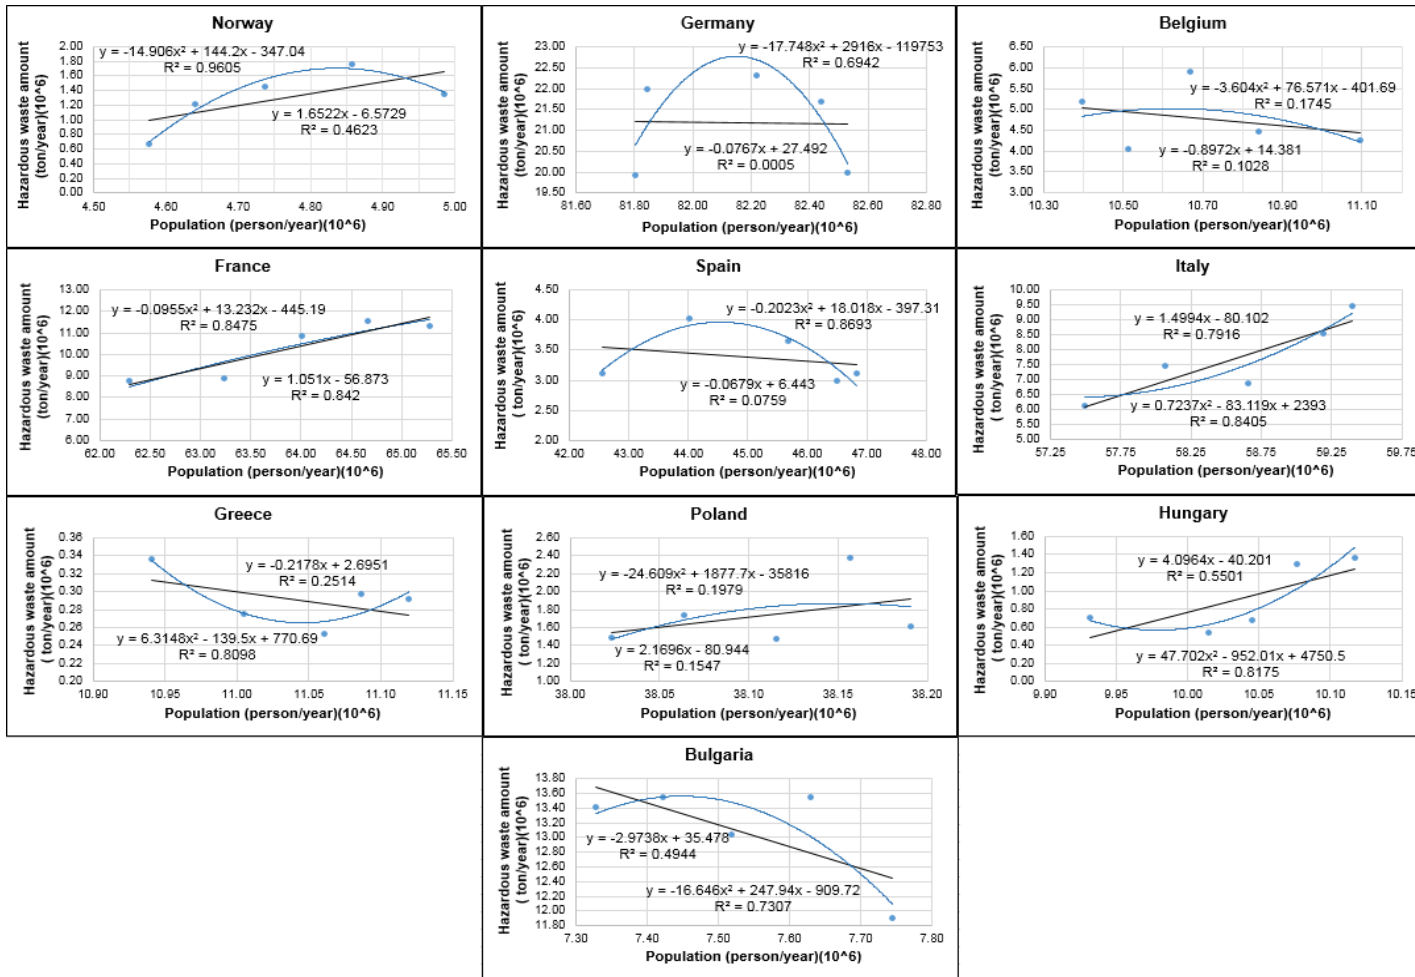 Norway
Hazardous waste amount
(ton/year)(10^6)
2.00
1.80
1.60
1.40
1.20
1.00
0.80
0.60
0.40
0.20
0.00
y = -14.906x² + 144.2x - 347.04
R² = 0.9605
y = 1.6522x - 6.5729
R² = 0.4623
4.50 4.60 4.70 4.80 4.90 5.00
Population (person/year)(10^6)
Germany
Hazardous waste amount
(ton/year)(10^6)
23.00
22.50
22.00
21.50
21.00
20.50
20.00
19.50
y = -17.748x² + 2916x - 119753
R² = 0.6942
y = -0.0767x + 27.492
R² = 0.0005
81.60 81.80 82.00 82.20 82.40 82.60 82.80
Population (person/year)(10^6)
Belgium
Hazardous waste amount
(ton/year)(10^6)
6.50
6.00
5.50
5.00
4.50
4.00
3.50
3.00
y = -3.604x² + 76.571x - 401.69
R² = 0.1745
y = -0.8972x + 14.381
R² = 0.1028
10.30 10.50 10.70 10.90 11.10
Population (person/year)(10^6)
France
Hazardous waste amount
(ton/year)(10^6)
13.00
12.00
11.00
10.00
9.00
8.00
7.00
6.00
y = -0.0955x² + 13.232x - 445.19
R² = 0.8475
y = 1.051x - 56.873
R² = 0.842
62.00 62.50 63.00 63.50 64.00 64.50 65.00 65.50
Population (person/year)(10^6)
Spain
Hazardous waste amount
( ton/year)(10^6)
4.50
4.00
3.50
3.00
2.50
2.00
y = -0.2023x² + 18.018x - 397.31
R² = 0.8693
y = -0.0679x + 6.443
R² = 0.0759
42.00 43.00 44.00 45.00 46.00 47.00 48.00
Population (person/year)(10^6)
Italy
Hazardous waste amount
( ton/year)(10^6)
10.00
9.00
8.00
7.00
6.00
5.00
y = 1.4994x - 80.102
R² = 0.7916
y = 0.7237x² - 83.119x + 2393
R² = 0.8405
57.25 57.75 58.25 58.75 59.25 59.75
Population (person/year)(10^6)
Greece
Hazardous waste amount
( ton/year)(10^6)
0.36
0.34
0.32
0.30
0.28
0.26
0.24
0.22
0.20
y = -0.2178x + 2.6951
R² = 0.2514
y = 6.3148x² - 139.5x + 770.69
R² = 0.8098
10.90 10.95 11.00 11.05 11.10 11.15
Population (person/year)(10^6)
Poland
Hazardous waste amount
( ton/year)(10^6)
2.60
2.40
2.20
2.00
1.80
1.60
1.40
1.20
1.00
y = -24.609x² + 1877.7x - 35816
R² = 0.1979
y = 2.1696x - 80.944
R² = 0.1547
38.00 38.05 38.10 38.15 38.20
Population (person/year)(10^6)
Hungary
Hazardous waste amount
( ton/year)(10^6)
1.60
1.40
1.20
1.00
0.80
0.60
0.40
0.20
0.00
y = 4.0964x - 40.201
R² = 0.5501
y = 47.702x² - 952.01x + 4750.5
R² = 0.8175
9.90 9.95 10.00 10.05 10.10 10.15
Population (person/year)(10^6)
Bulgaria
Hazardous waste amount
( ton/year)(10^6)
13.80
13.60
13.40
13.20
13.00
12.80
12.60
12.40
12.20
12.00
11.80
y = -2.9738x + 35.478
R² = 0.4944
y = -16.646x² + 247.94x - 909.72
R² = 0.7307
7.30 7.40 7.50 7.60 7.70 7.80
Population (person/year)(10^6)